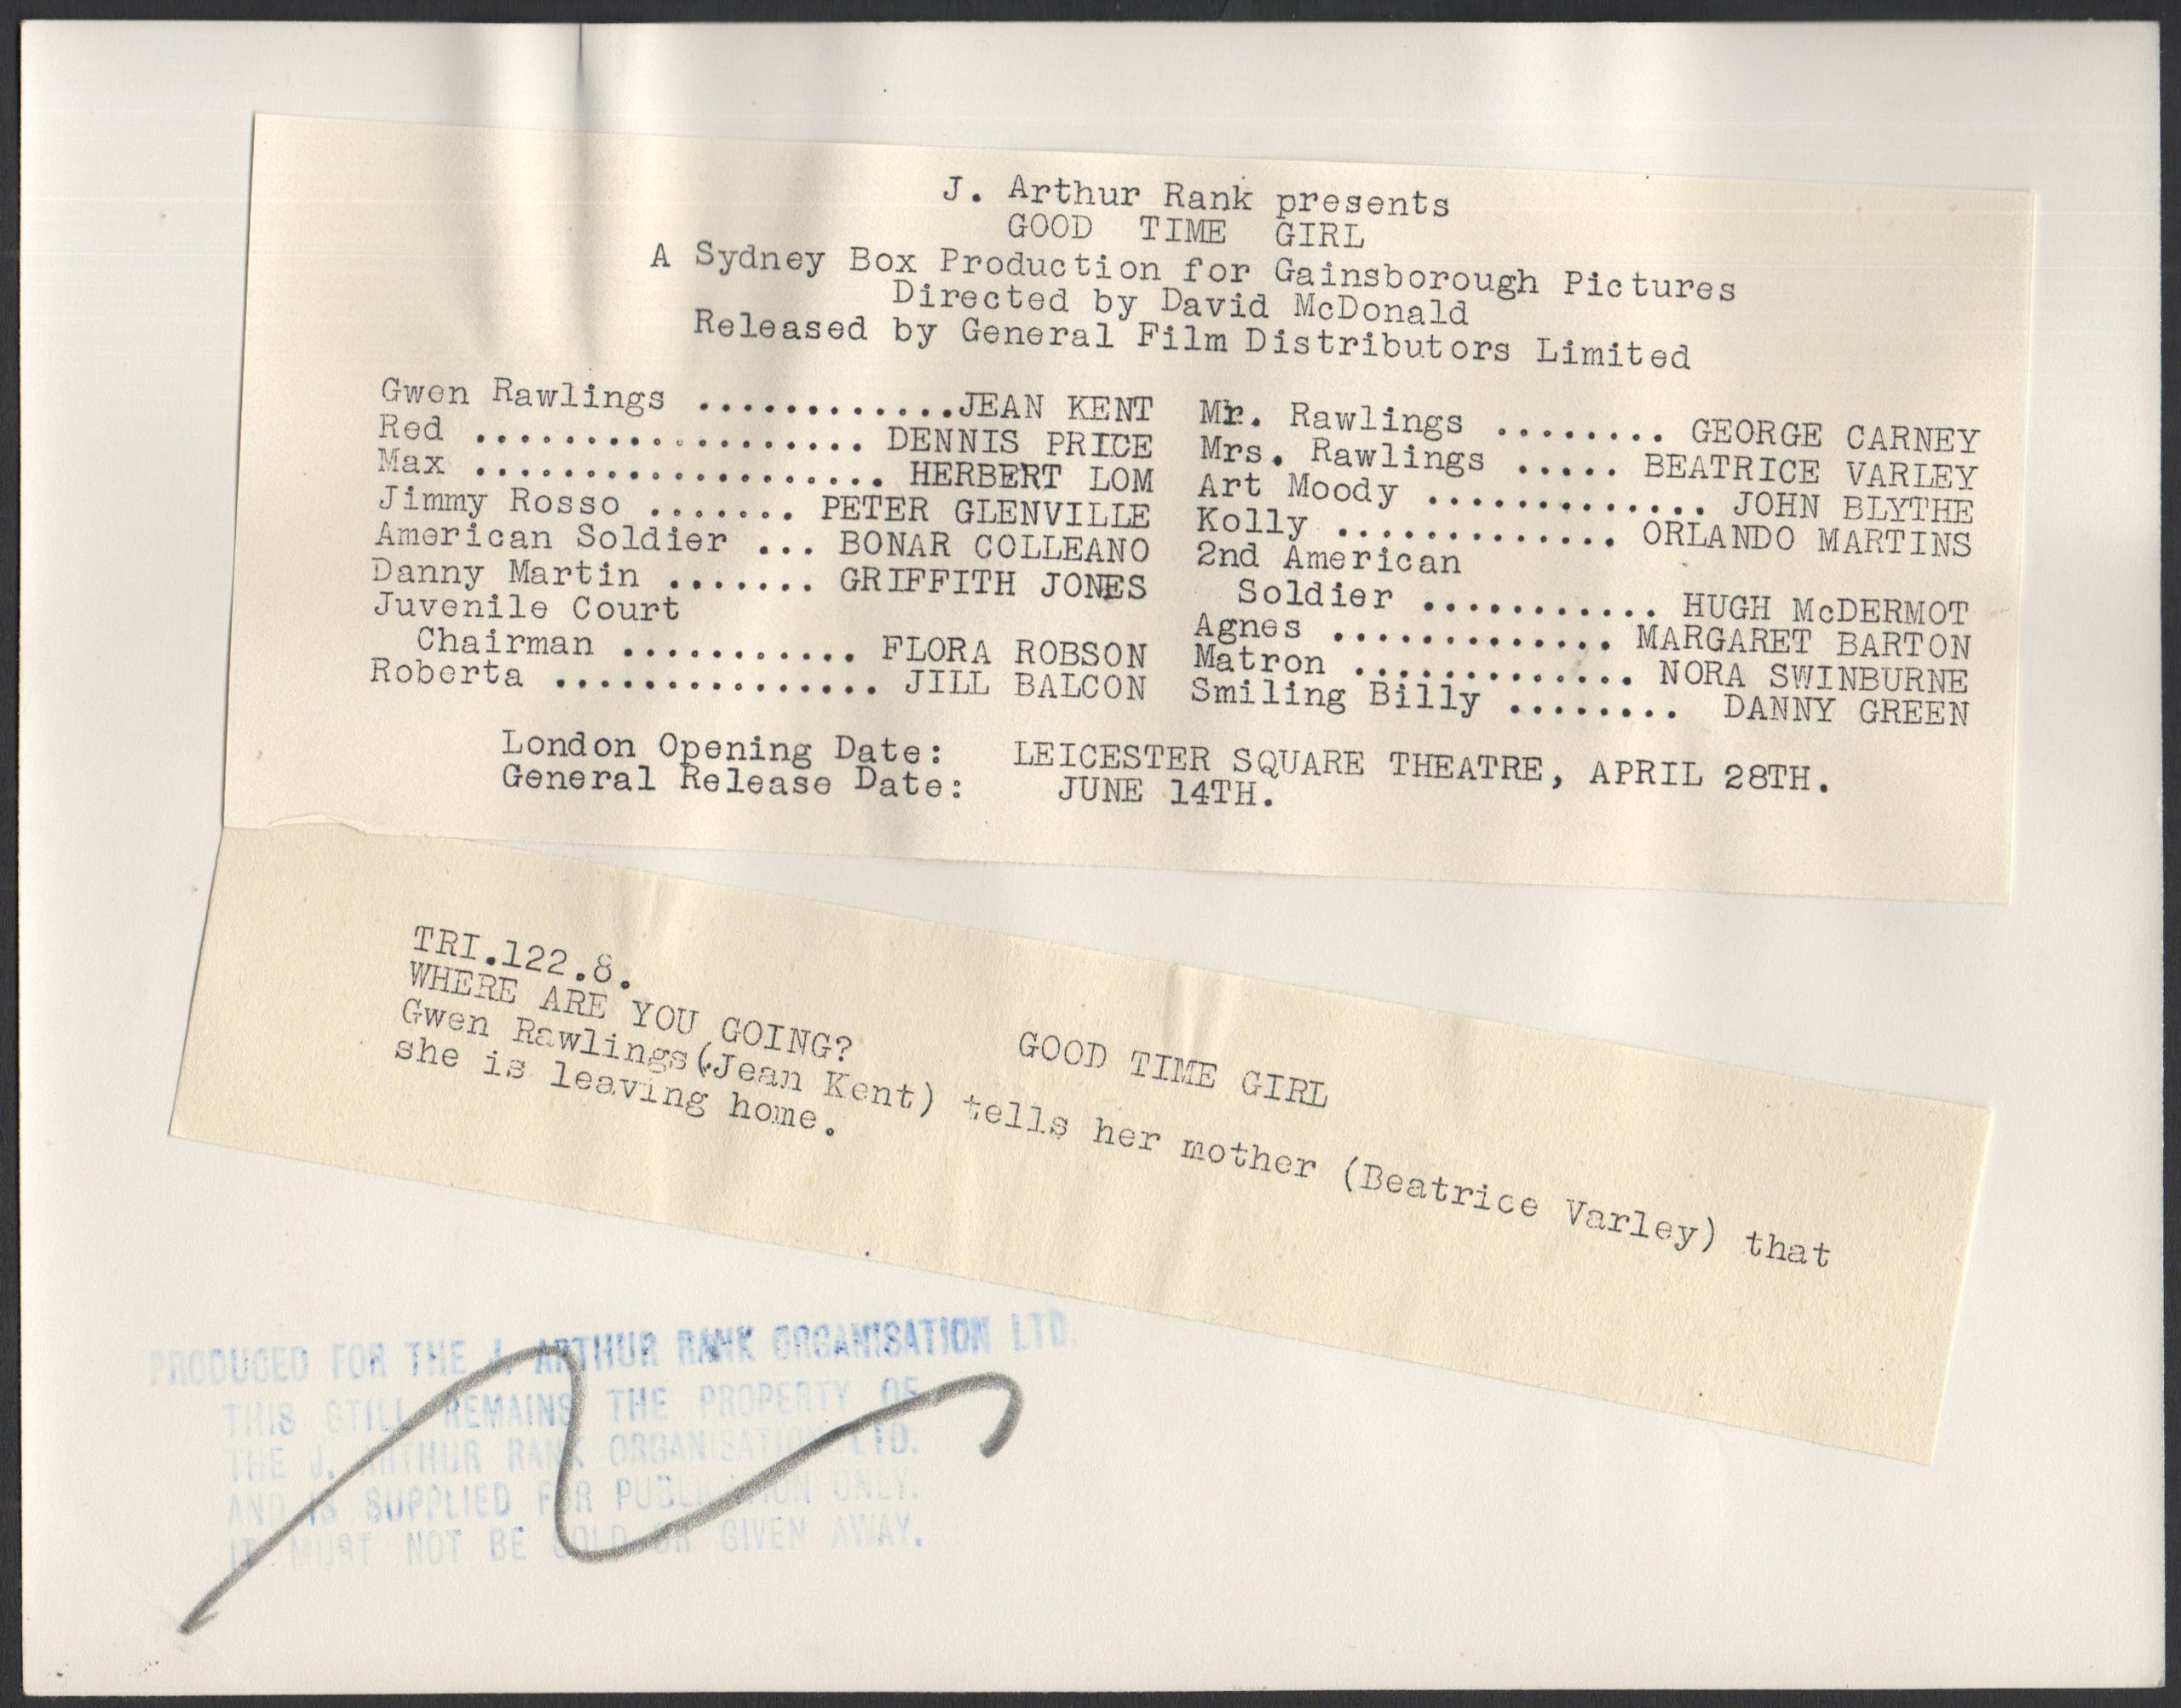 J. Arthur Rank presents
GOOD TIME GIRL
A Sydney Box Production for Gainsborough Pictures
Directed by David McDonald
Released by General Film Distributors Limited
Gwen Rawlings ............JEAN KENT
Red .................. DENNIS PRICE
Max ................... HERBERT LOM
Jimmy Rosso ....... PETER GLENVILLE
American Soldier ... BONAR COLLEANO
Danny Martin ....... GRIFFITH JONES
Juvenile Court
Chairman ........... FLORA ROBSON
Roberta ............... JILL BALCON
Mr. Rawlings ........ GEORGE CARNEY
Mrs. Rawlings ..... BEATRICE VARLEY
Art Moody ............. JOHN BLYTHE
Kolly ............. ORLANDO MARTINS
2nd American
Soldier ........... HUGH McDERMOT
Agnes ............. MARGARET BARTON
Matron ............. NORA SWINBURNE
Smiling Billy ........ DANNY GREEN
London Opening Date: LEICESTER SQUARE THEATRE, APRIL 28TH.
General Release Date: JUNE 14TH.
TRI.122.8.
WHERE ARE YOU GOING? GOOD TIME GIRL
Gwen Rawlings (Jean Kent) tells her mother (Beatrice Varley) that
she is leaving home.
PRODUCED FOR THE J. ARTHUR RANK ORGANISATION LTD.
THIS STILL REMAINS THE PROPERTY OF
THE J. ARTHUR RANK ORGANISATION LTD.
AND IS SUPPLIED FOR PUBLICATION ONLY.
IT MUST NOT BE SOLD OR GIVEN AWAY.